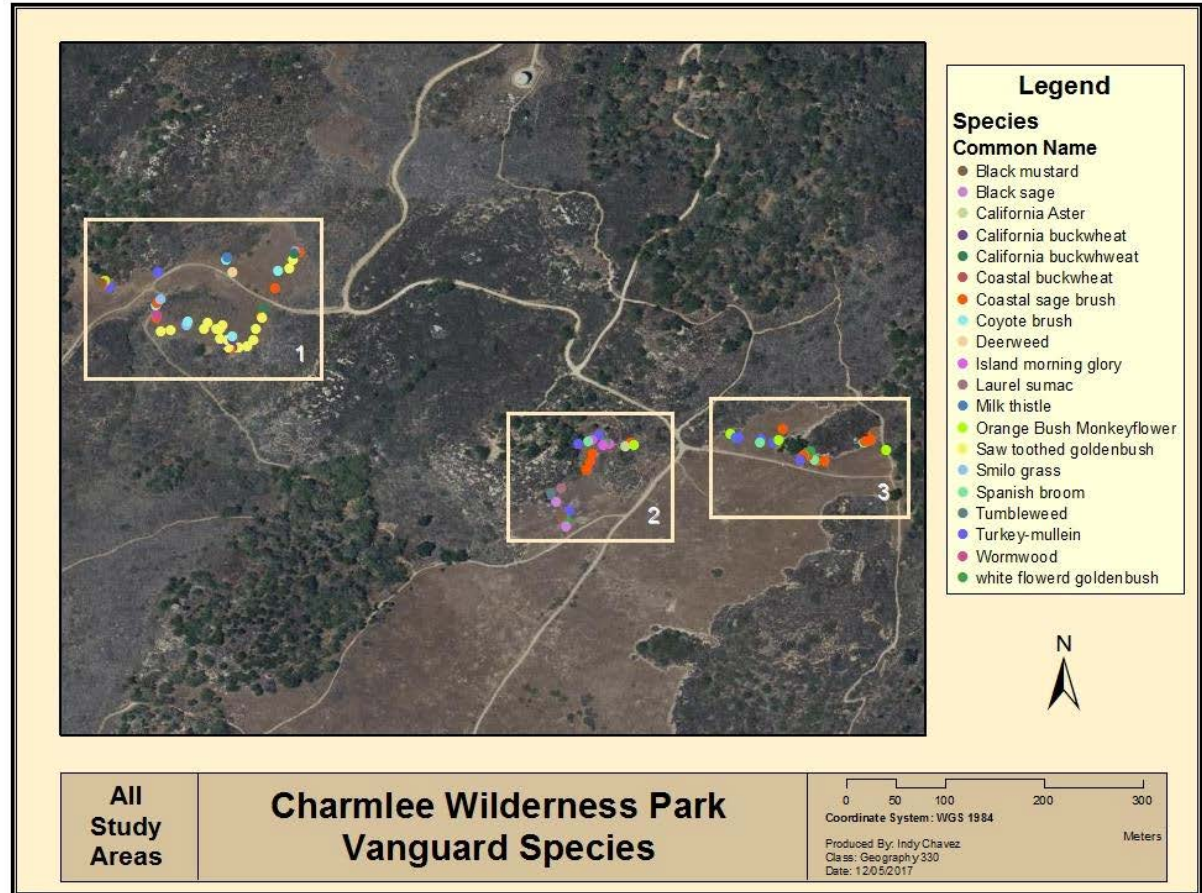 Legend
Species
Common Name
Black mustard
Black sage
California Aster
California buckwheat
California buckwhweat
Coastal buckwheat
Coastal sage brush
Coyote brush
Deerweed
Island morning glory
Laurel sumac
Milk thistle
Orange Bush Monkeyflower
Saw toothed goldenbush
Smilo grass
Spanish broom
Tumbleweed
Turkey-mullein
Wormwood
white flowerd goldenbush
1
2
3
N
All
Study
Areas
Charmlee Wilderness Park
Vanguard Species
0 50 100 200 300
Coordinate System: WGS 1984
Meters
Produced By: Indy Chavez
Class: Geography 330
Date: 12/05/2017